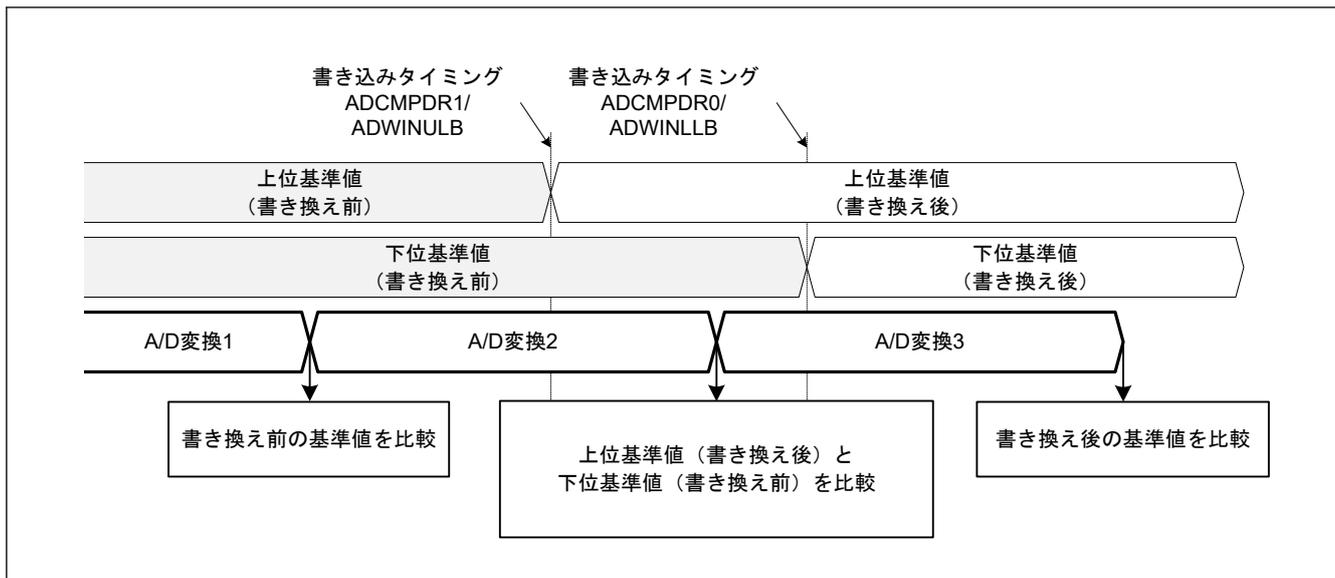 書き込みタイミング
ADCMPDR1/
ADWINULB
書き込みタイミング
ADCMPDR0/
ADWINLLB
上位基準値
（書き換え前）
上位基準値
（書き換え後）
下位基準値
（書き換え前）
下位基準値
（書き換え後）
A/D変換1
A/D変換2
A/D変換3
書き換え前の基準値を比較
上位基準値（書き換え後）と
下位基準値（書き換え前）を比較
書き換え後の基準値を比較